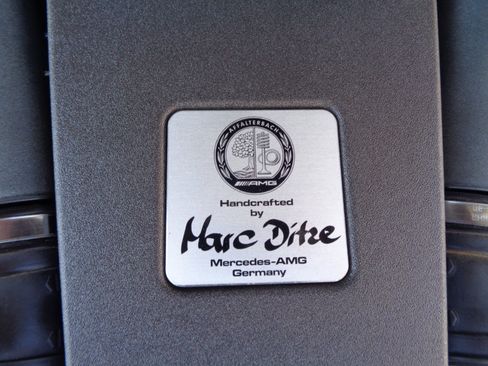 AFFALTERBACH
AMG
Handcrafted
by
Marc Ditze
Mercedes-AMG
Germany